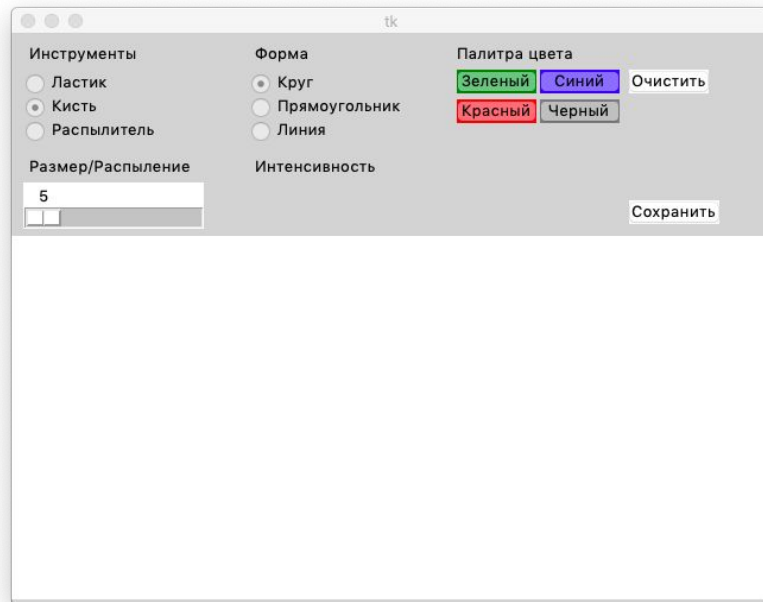 tk
Инструменты
Ластик
Кисть
Распылитель
Форма
Круг
Прямоугольник
Линия
Палитра цвета
Зеленый Синий Очистить
Красный Черный
Размер/Распыление
5
Интенсивность
Сохранить